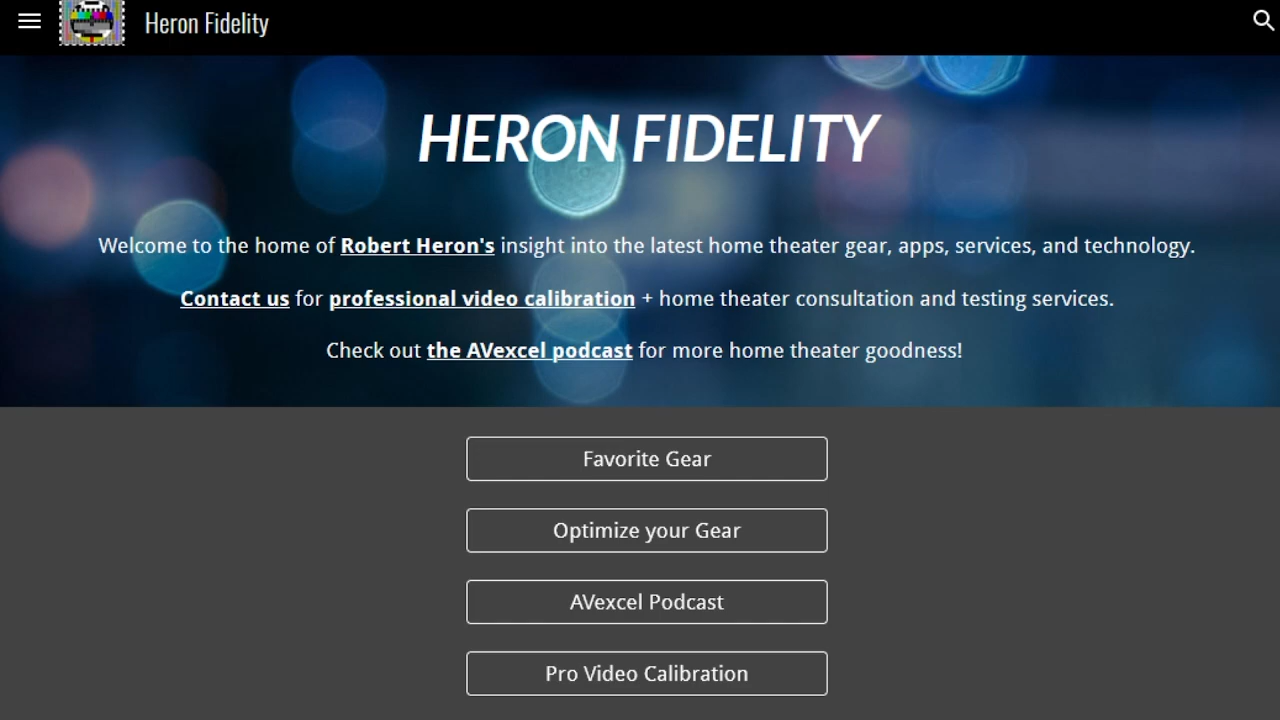 Heron Fidelity
HERON FIDELITY
Welcome to the home of Robert Heron's insight into the latest home theater gear, apps, services, and technology.
Contact us for professional video calibration + home theater consultation and testing services.
Check out the AVexcel podcast for more home theater goodness!
Favorite Gear
Optimize your Gear
AVexcel Podcast
Pro Video Calibration